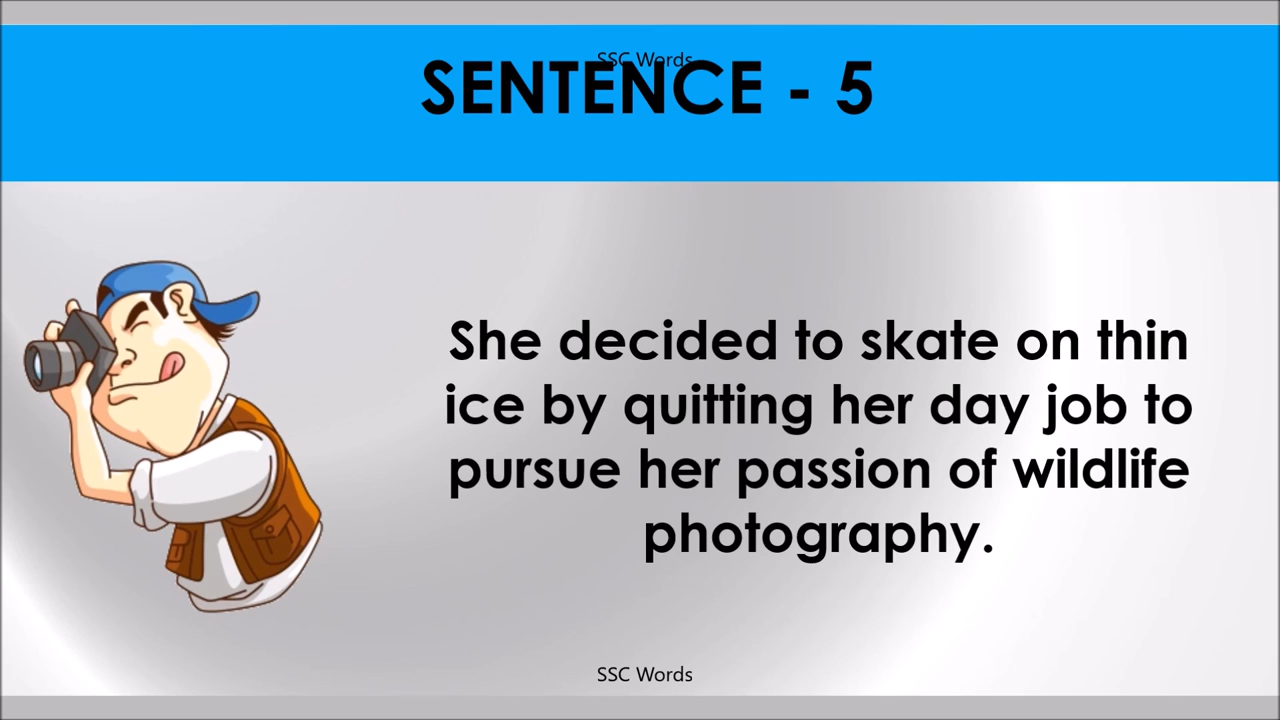 SSC Words
SENTENCE - 5
She decided to skate on thin
ice by quitting her day job to
pursue her passion of wildlife
photography.
SSC Words